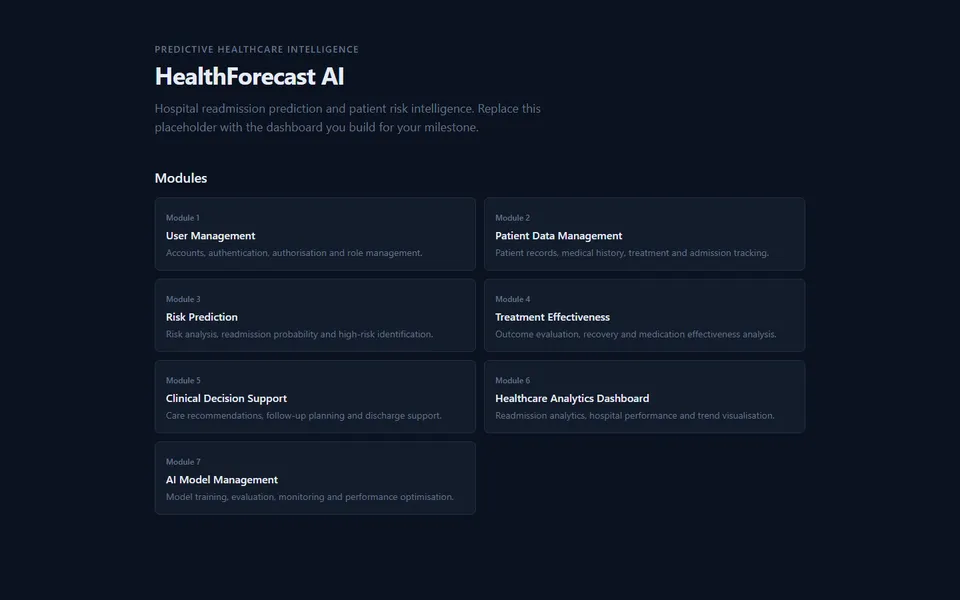 PREDICTIVE HEALTHCARE INTELLIGENCE
HealthForecast AI
Hospital readmission prediction and patient risk intelligence. Replace this
placeholder with the dashboard you build for your milestone.
Modules
Module 1
User Management
Accounts, authentication, authorisation and role management.
Module 2
Patient Data Management
Patient records, medical history, treatment and admission tracking.
Module 3
Risk Prediction
Risk analysis, readmission probability and high-risk identification.
Module 4
Treatment Effectiveness
Outcome evaluation, recovery and medication effectiveness analysis.
Module 5
Clinical Decision Support
Care recommendations, follow-up planning and discharge support.
Module 6
Healthcare Analytics Dashboard
Readmission analytics, hospital performance and trend visualisation.
Module 7
AI Model Management
Model training, evaluation, monitoring and performance optimisation.